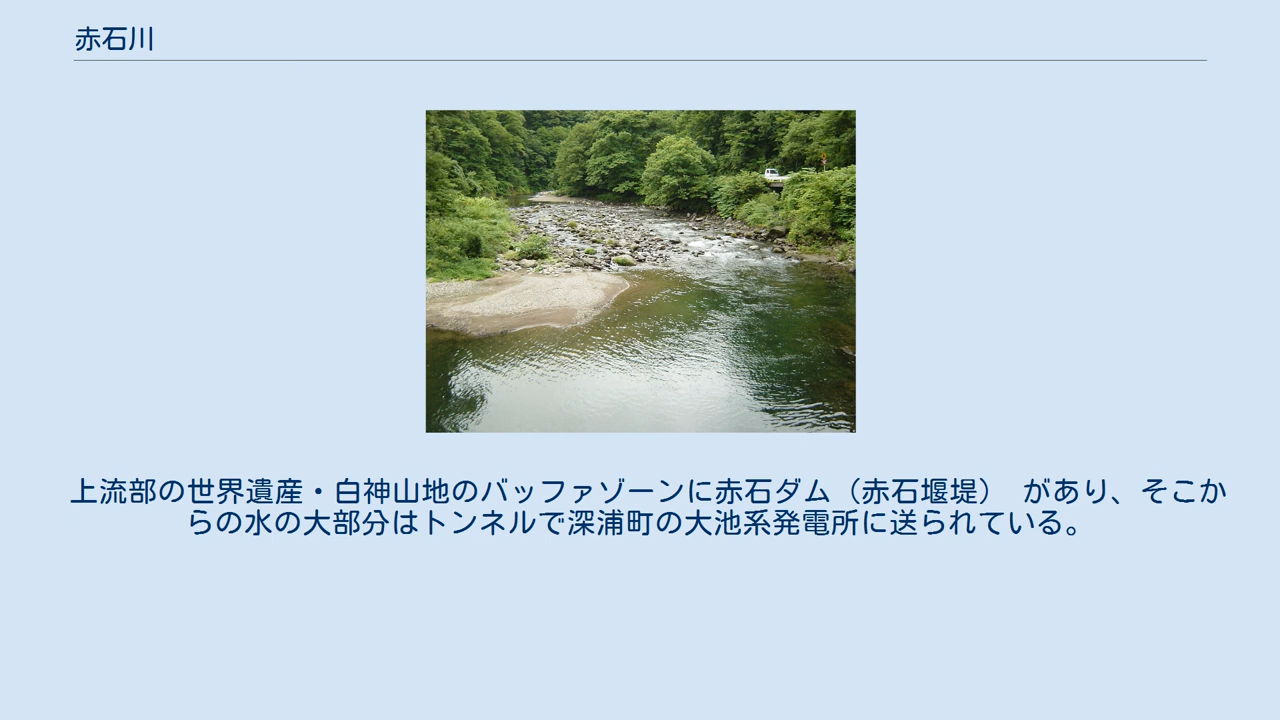 赤石川
上流部の世界遺産・白神山地のバッファゾーンに赤石ダム（赤石堰堤） があり、そこか
らの水の大部分はトンネルで深浦町の大池系発電所に送られている。